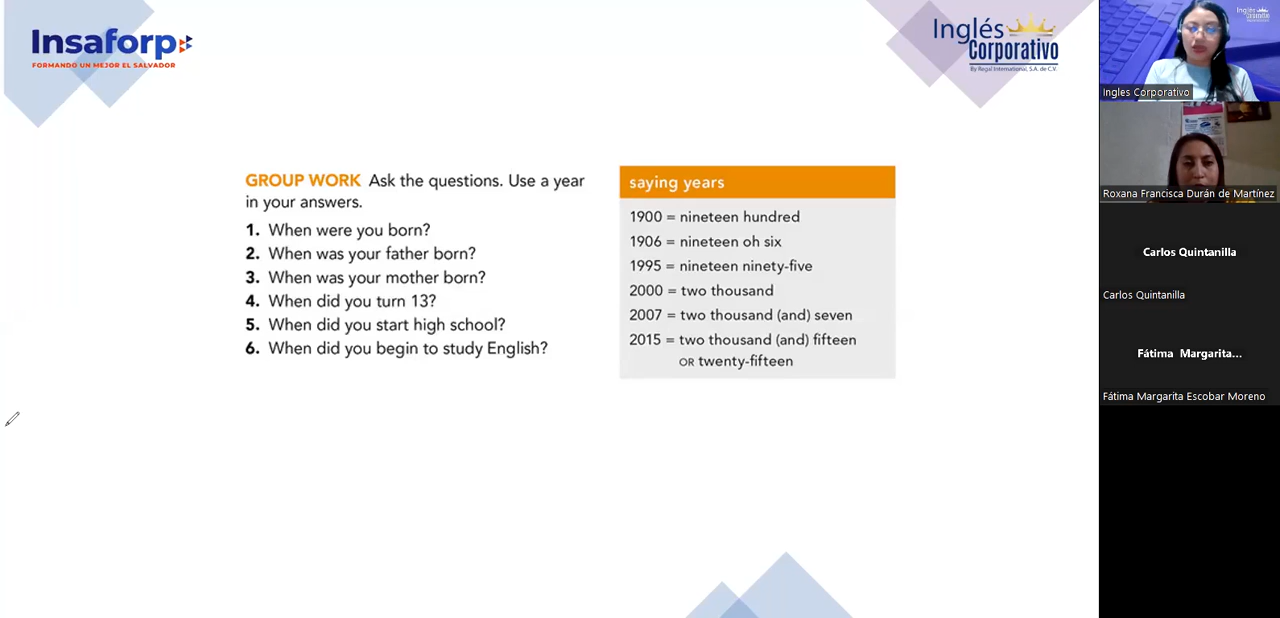 Insaforp
FORMANDO UN MEJOR EL SALVADOR
Inglés
Corporativo
By Regal International, S.A. de C.V.
GROUP WORK Ask the questions. Use a year
in your answers.
1. When were you born?
2. When was your father born?
3. When was your mother born?
4. When did you turn 13?
5. When did you start high school?
6. When did you begin to study English?
saying years
1900 = nineteen hundred
1906 = nineteen oh six
1995 = nineteen ninety-five
2000 = two thousand
2007 = two thousand (and) seven
2015 = two thousand (and) fifteen
OR twenty-fifteen
Inglés
Ingles Corporativo
Roxana Francisca Durán de Martínez
Carlos Quintanilla
Carlos Quintanilla
Fátima Margarita...
Fátima Margarita Escobar Moreno